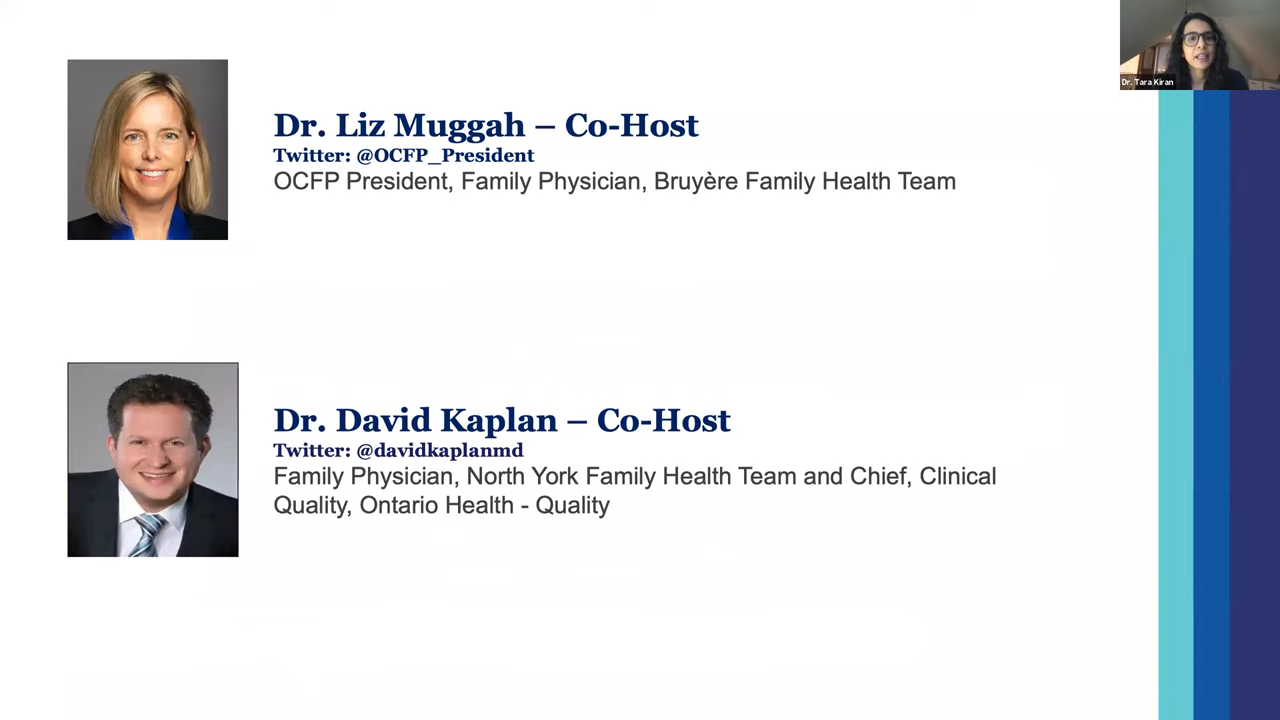 Dr. Tara Kiran
Dr. Liz Muggah – Co-Host
Twitter: @OCFP_President
OCFP President, Family Physician, Bruyère Family Health Team
Dr. David Kaplan – Co-Host
Twitter: @davidkaplanmd
Family Physician, North York Family Health Team and Chief, Clinical
Quality, Ontario Health - Quality